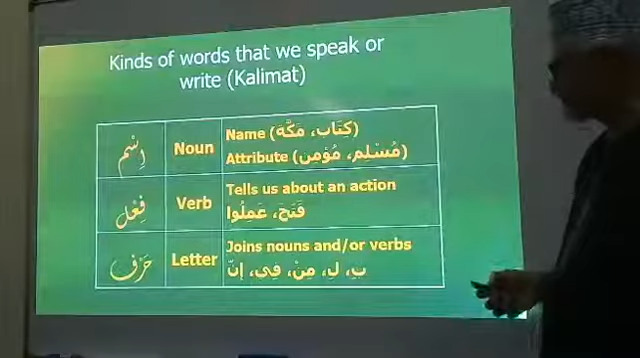 Kinds of words that we speak or
write (Kalimat)
اِسْم
Noun
Name (كِتَاب، مَكَّة)
Attribute (مُسْلِم، مُؤْمِن)
فِعْل
Verb
Tells us about an action
فَتَحَ، عَمِلُوا
حَرْف
Letter
Joins nouns and/or verbs
بِ، لِ، مِنْ، فِي، إِنَّ